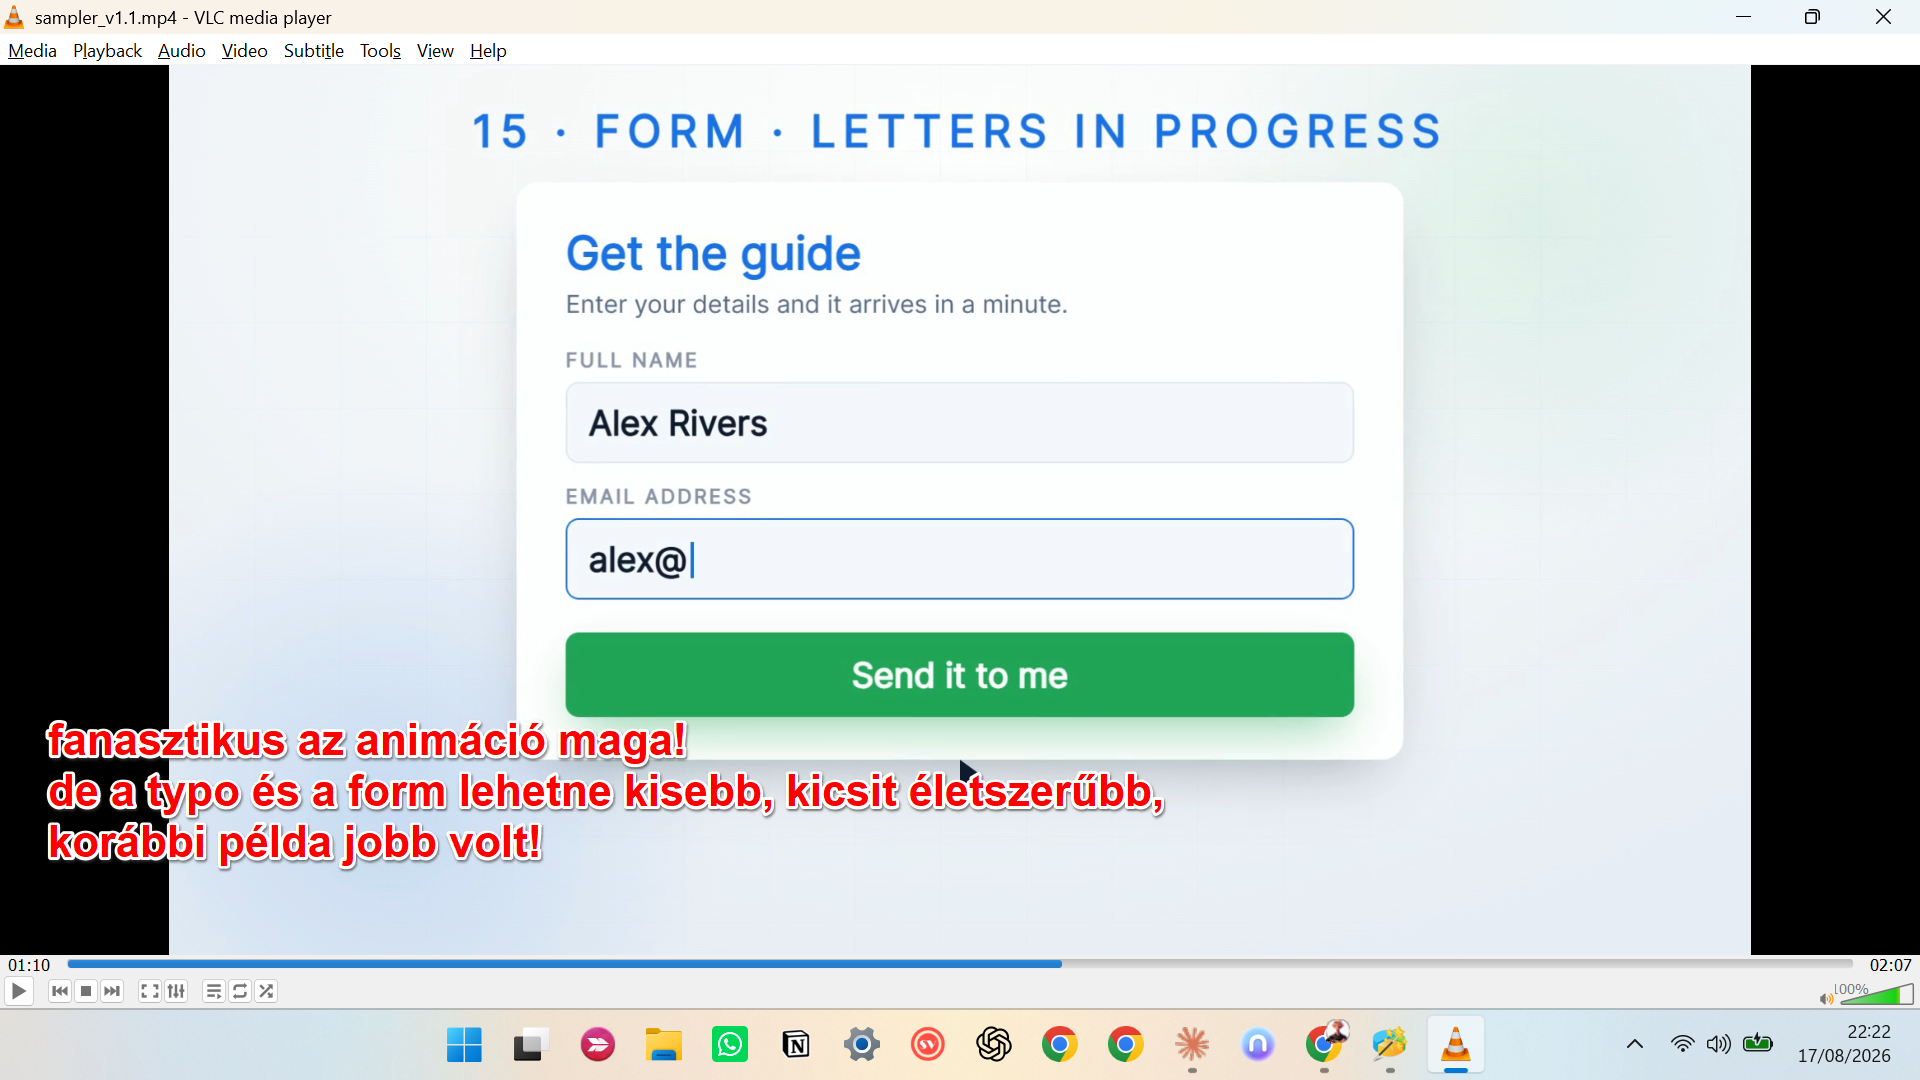 sampler_v1.1.mp4 - VLC media player
Media Playback Audio Video Subtitle Tools View Help
15 · FORM · LETTERS IN PROGRESS
Get the guide
Enter your details and it arrives in a minute.
FULL NAME
Alex Rivers
EMAIL ADDRESS
alex@
Send it to me
fanasztikus az animáció maga!
de a typo és a form lehetne kisebb, kicsit életszerűbb,
korábbi példa jobb volt!
01:10
02:07
100%
22:22
17/08/2026